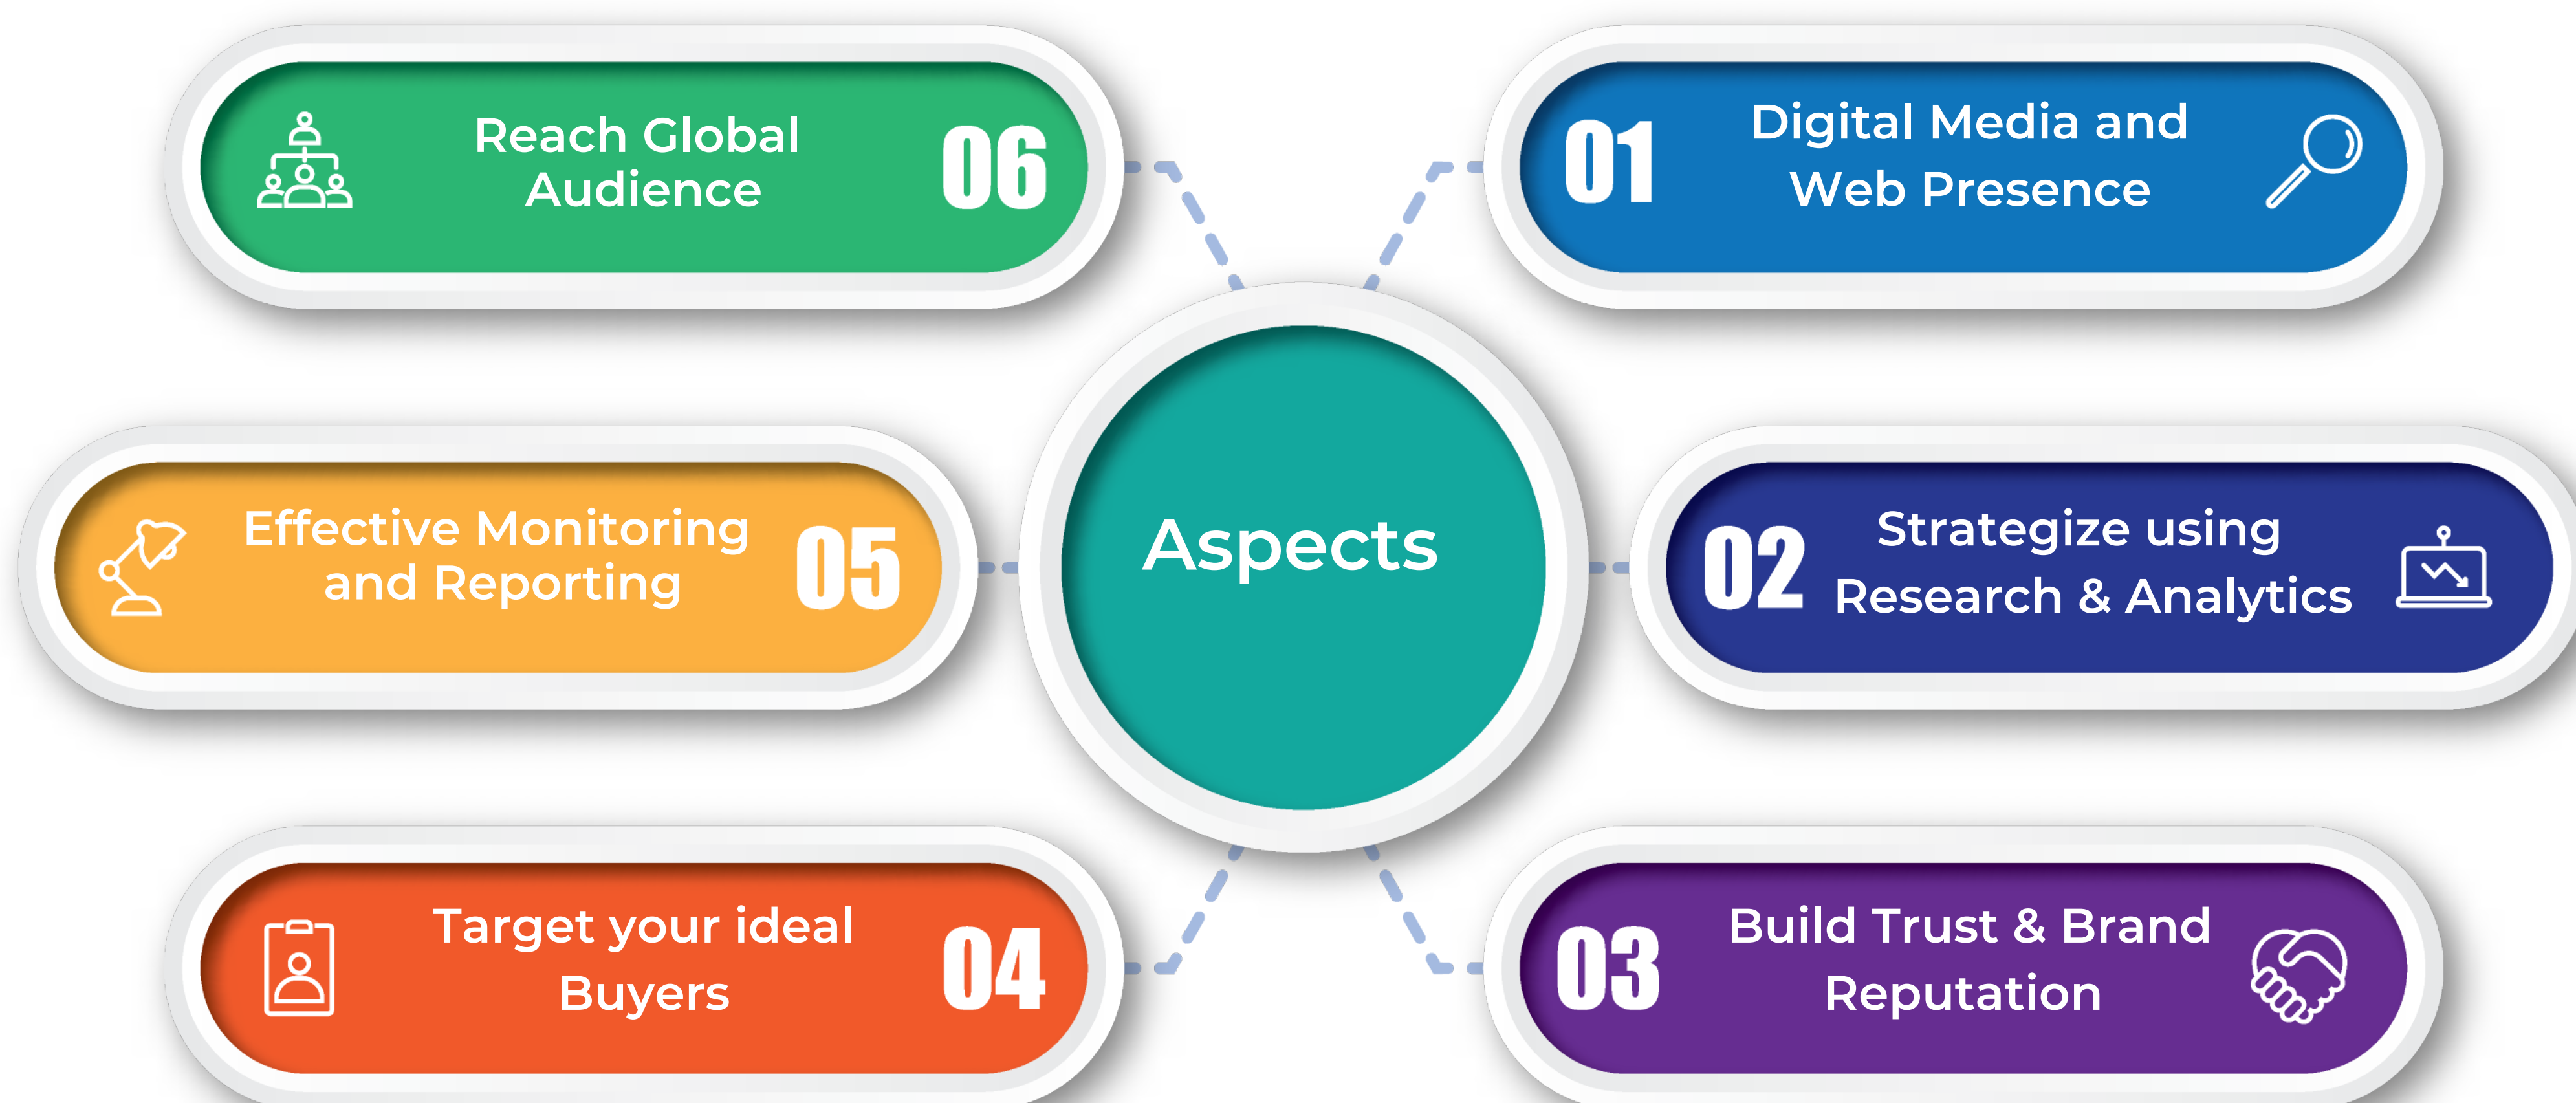 Reach Global
Audience
06
01
Digital Media and
Web Presence
Effective Monitoring
and Reporting
05
Aspects
02
Strategize using
Research & Analytics
Target your ideal
Buyers
04
03
Build Trust & Brand
Reputation